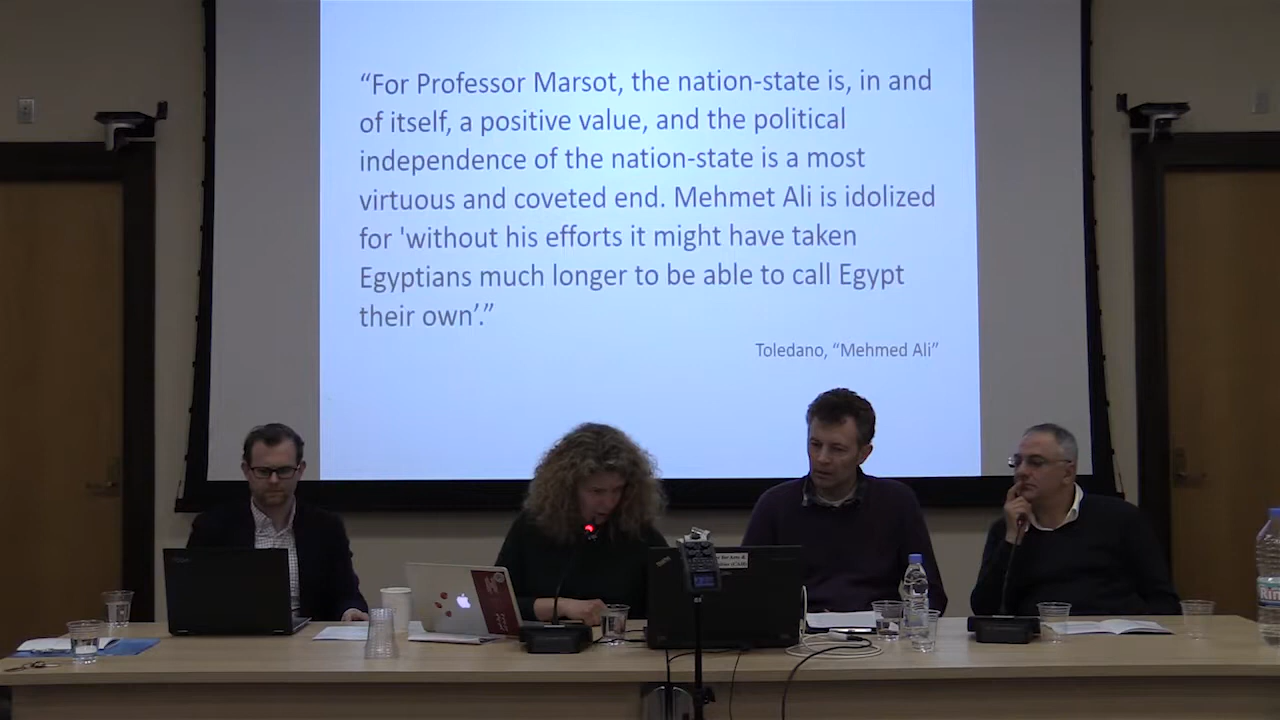 “For Professor Marsot, the nation-state is, in and
of itself, a positive value, and the political
independence of the nation-state is a most
virtuous and coveted end. Mehmet Ali is idolized
for 'without his efforts it might have taken
Egyptians much longer to be able to call Egypt
their own’.”
Toledano, “Mehmed Ali”